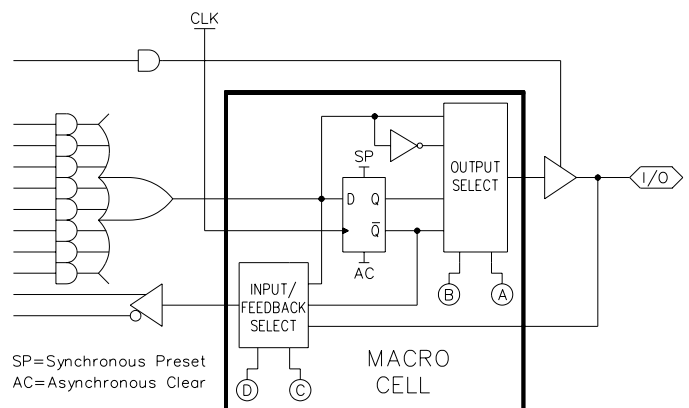 CLK
SP
OUTPUT
SELECT
I/O
D Q
Q̅
AC
B A
INPUT/
FEEDBACK
SELECT
MACRO
CELL
D C
SP=Synchronous Preset
AC=Asynchronous Clear